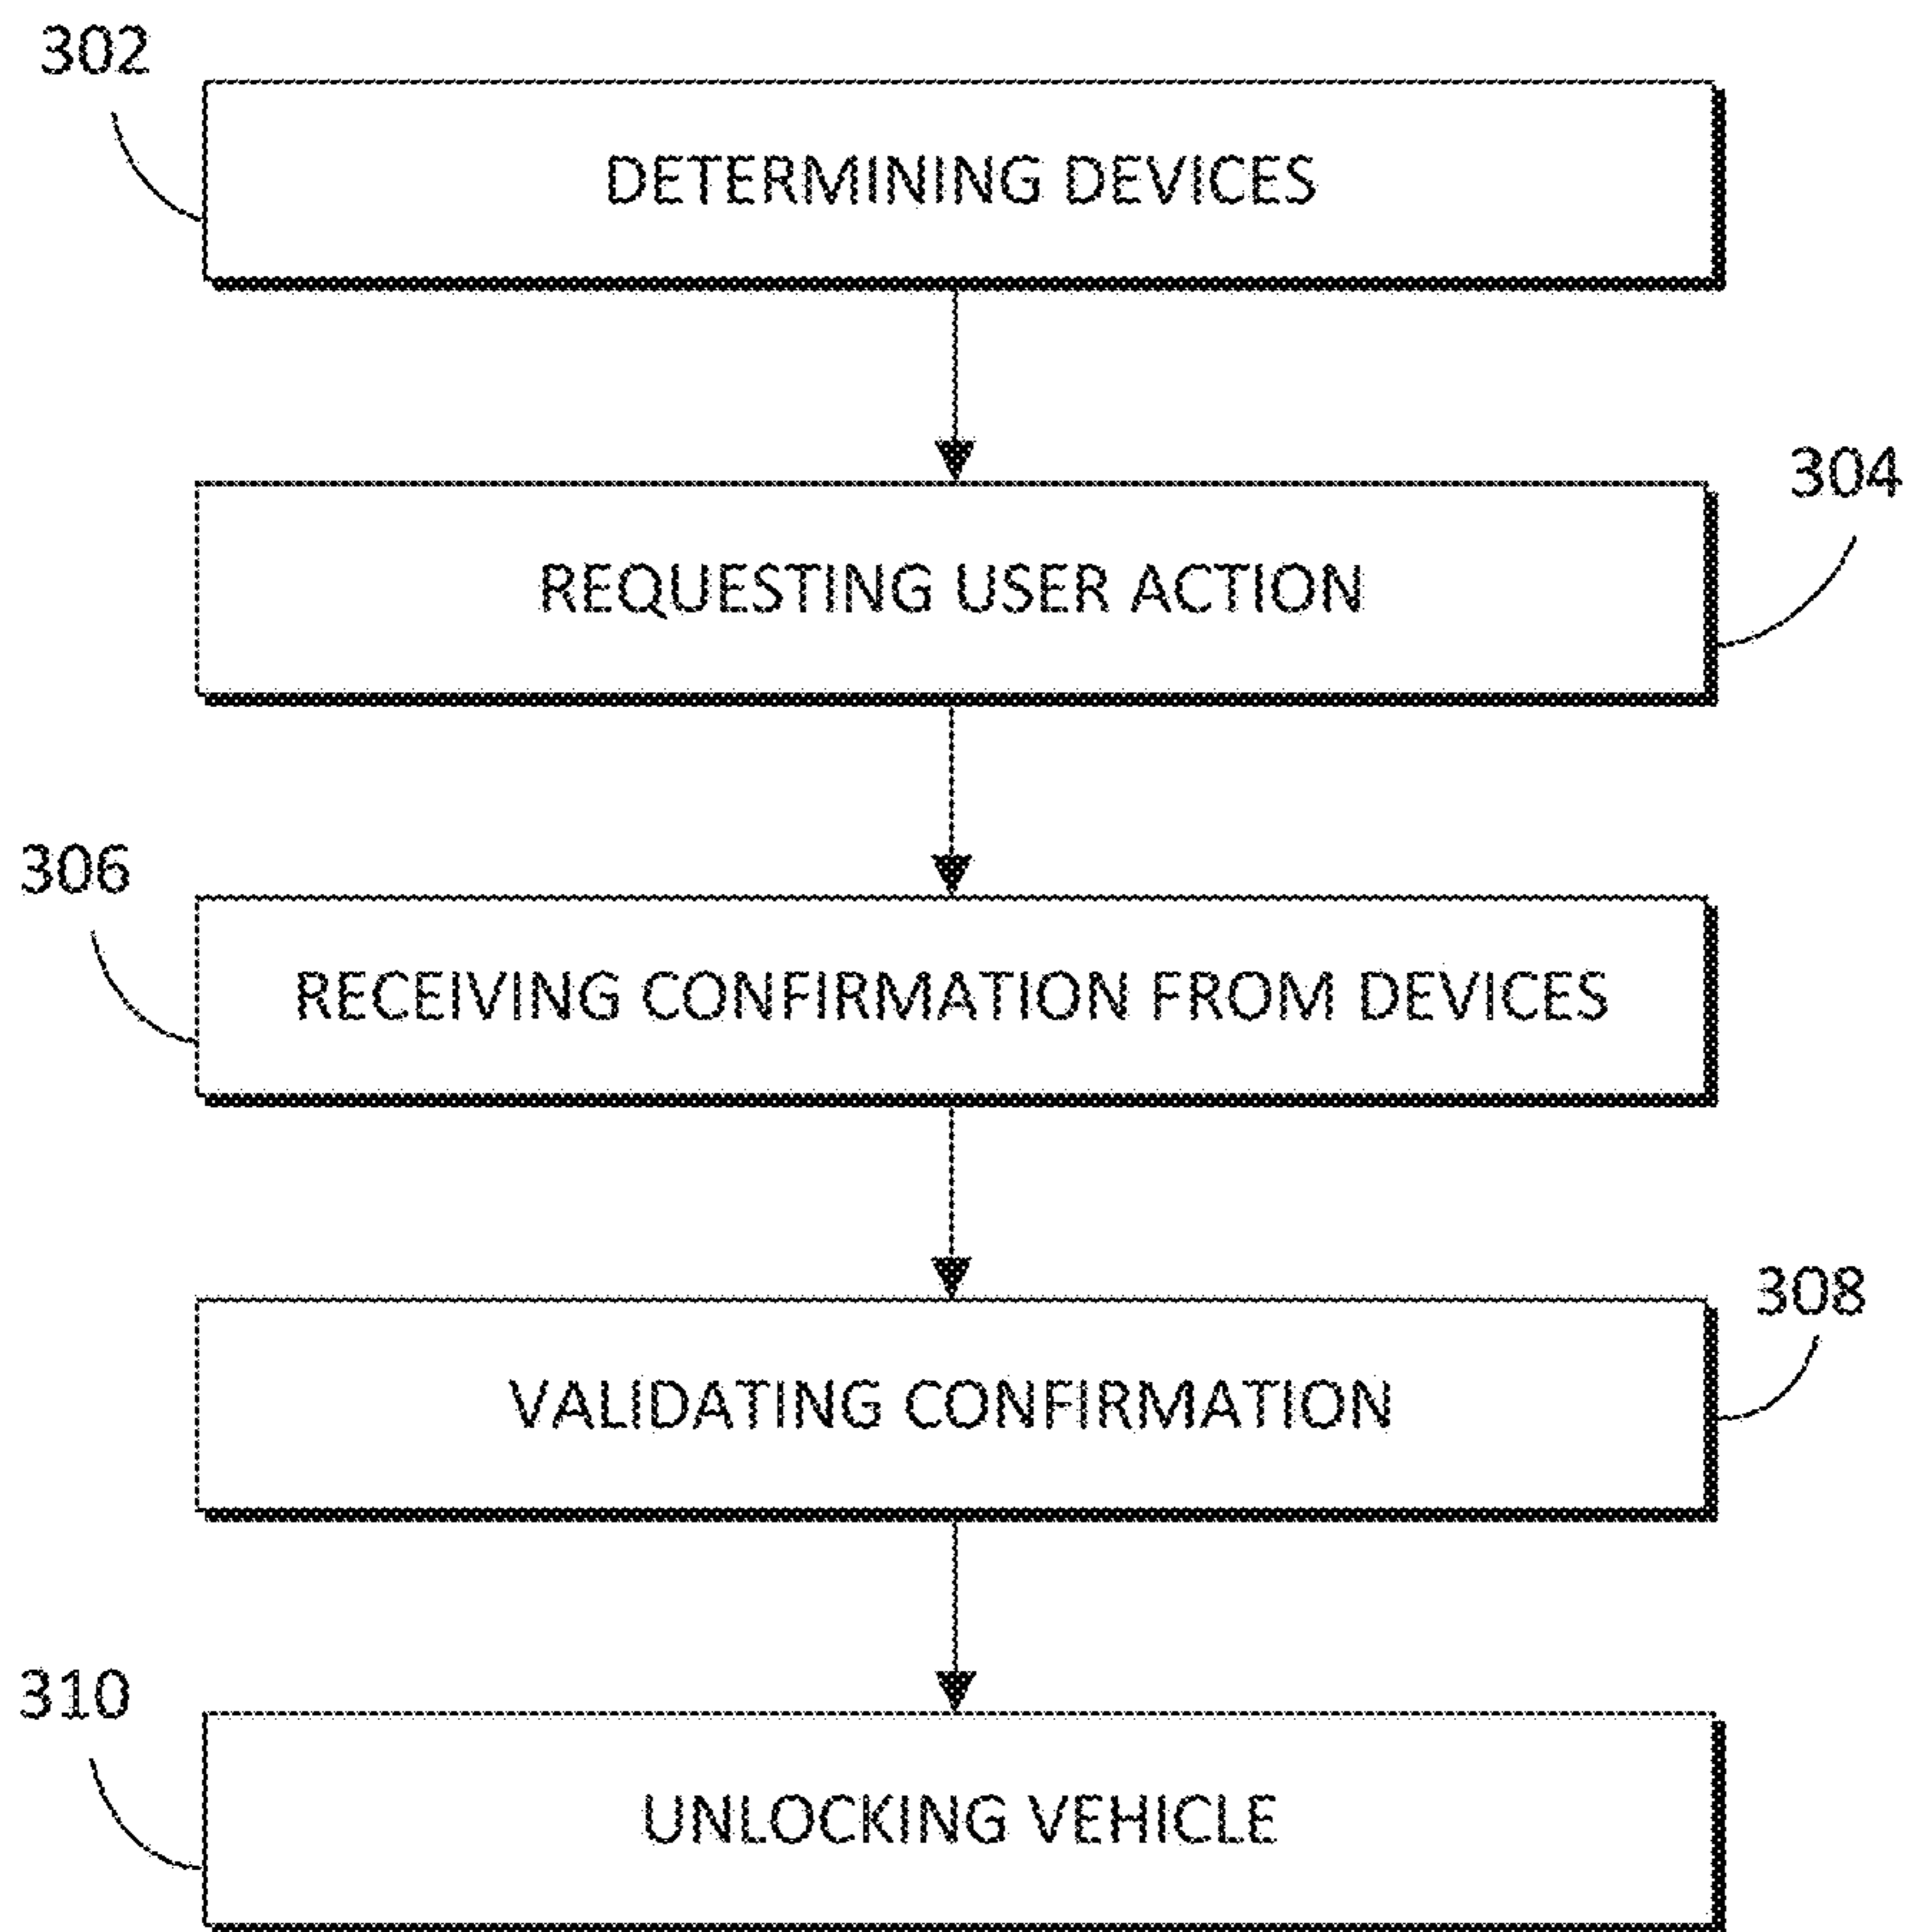 302
DETERMINING DEVICES
304
REQUESTING USER ACTION
306
RECEIVING CONFIRMATION FROM DEVICES
308
VALIDATING CONFIRMATION
310
UNLOCKING VEHICLE